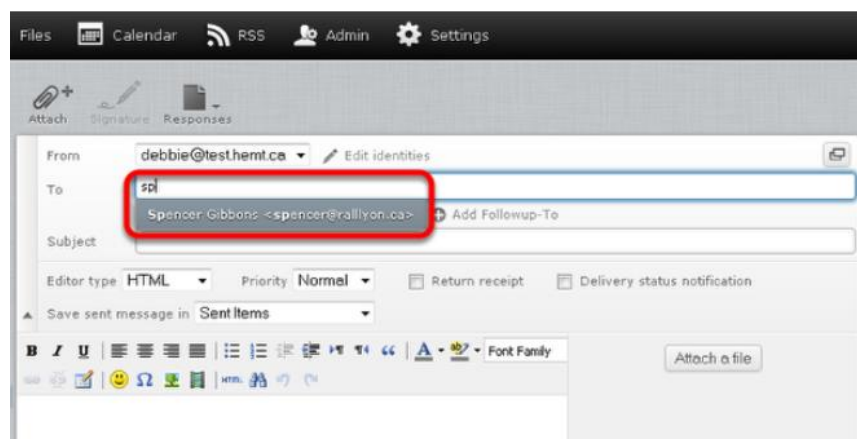 Files Calendar RSS Admin Settings
Attach Signature Responses
From debbie@test.hemt.ca Edit identities
To sp
Spencer Gibbons <spencer@ralllyon.ca> Add Followup-To
Subject
Editor type HTML Priority Normal Return receipt Delivery status notification
Save sent message in Sent Items
B I U A Font Family Attach a file
Ω HTML